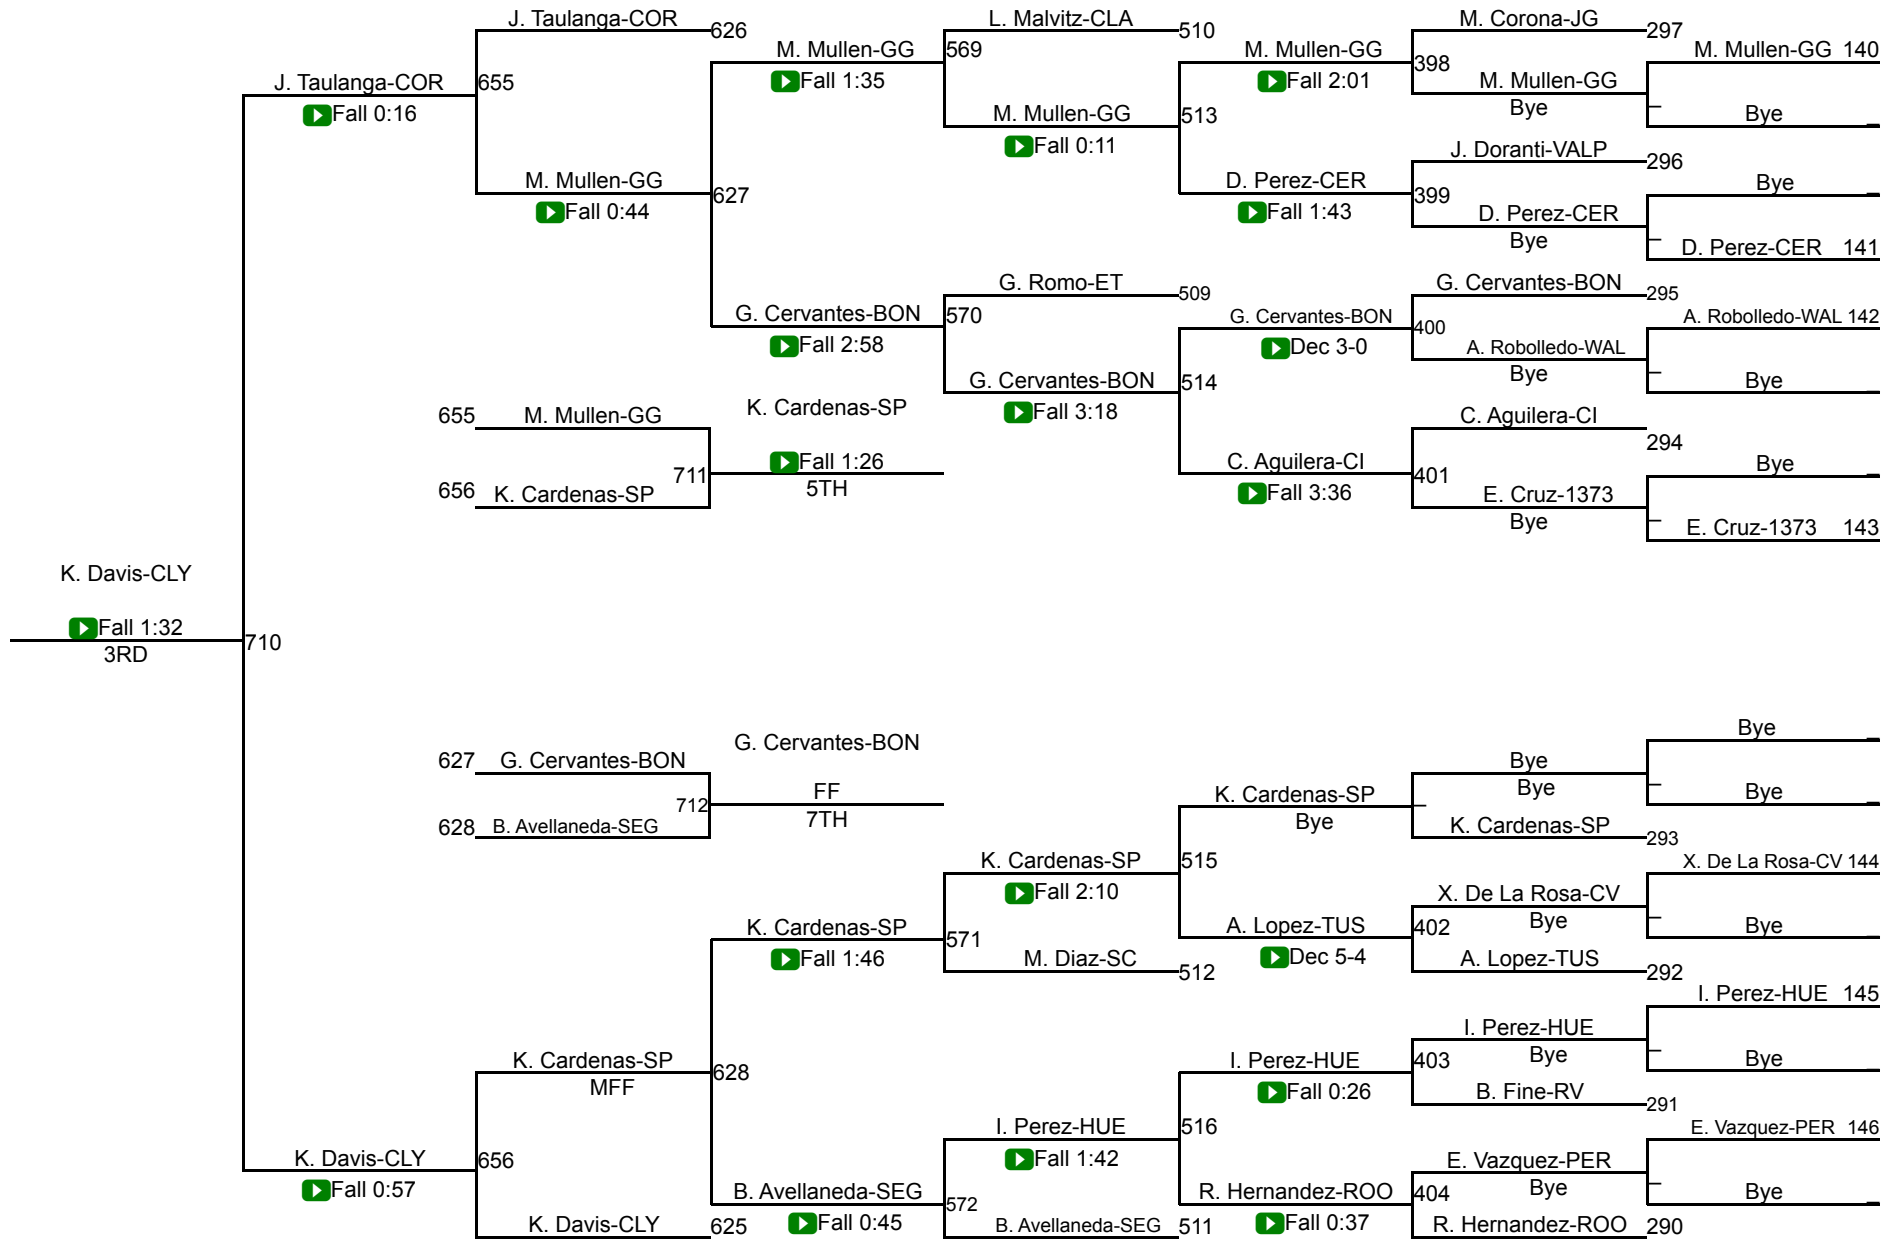 J. Taulanga-COR
626
L. Malvitz-CLA
510
M. Corona-JG
297
M. Mullen-GG
569
M. Mullen-GG
M. Mullen-GG 140
Fall 1:35
Fall 2:01
398
M. Mullen-GG
Bye
J. Taulanga-COR
655
Fall 0:16
M. Mullen-GG
513
Bye
Fall 0:11
J. Doranti-VALP
296
M. Mullen-GG
627
D. Perez-CER
399
Bye
Fall 0:44
Fall 1:43
D. Perez-CER
Bye
D. Perez-CER 141
G. Romo-ET
509
G. Cervantes-BON
295
G. Cervantes-BON
570
G. Cervantes-BON
400
A. Robolledo-WAL 142
Fall 2:58
Dec 3-0
A. Robolledo-WAL
Bye
G. Cervantes-BON
514
Bye
Fall 3:18
655
M. Mullen-GG
K. Cardenas-SP
C. Aguilera-CI
294
711
Fall 1:26
5TH
C. Aguilera-CI
401
Bye
656
K. Cardenas-SP
Fall 3:36
E. Cruz-1373
Bye
E. Cruz-1373 143
K. Davis-CLY
Fall 1:32
3RD
710
627
G. Cervantes-BON
G. Cervantes-BON
Bye
Bye
Bye
712
FF
7TH
K. Cardenas-SP
Bye
Bye
628
B. Avellaneda-SEG
K. Cardenas-SP
293
K. Cardenas-SP
515
X. De La Rosa-CV 144
Fall 2:10
X. De La Rosa-CV
Bye
K. Cardenas-SP
571
A. Lopez-TUS
402
Bye
Fall 1:46
M. Diaz-SC
512
Dec 5-4
A. Lopez-TUS
292
I. Perez-HUE 145
I. Perez-HUE
Bye
K. Cardenas-SP
MFF
628
I. Perez-HUE
403
Bye
Fall 0:26
B. Fine-RV
291
I. Perez-HUE
516
E. Vazquez-PER 146
Fall 1:42
E. Vazquez-PER
Bye
K. Davis-CLY
656
Fall 0:57
B. Avellaneda-SEG
572
R. Hernandez-ROO
404
Bye
Fall 0:45
Fall 0:37
K. Davis-CLY
625
B. Avellaneda-SEG
511
R. Hernandez-ROO
290